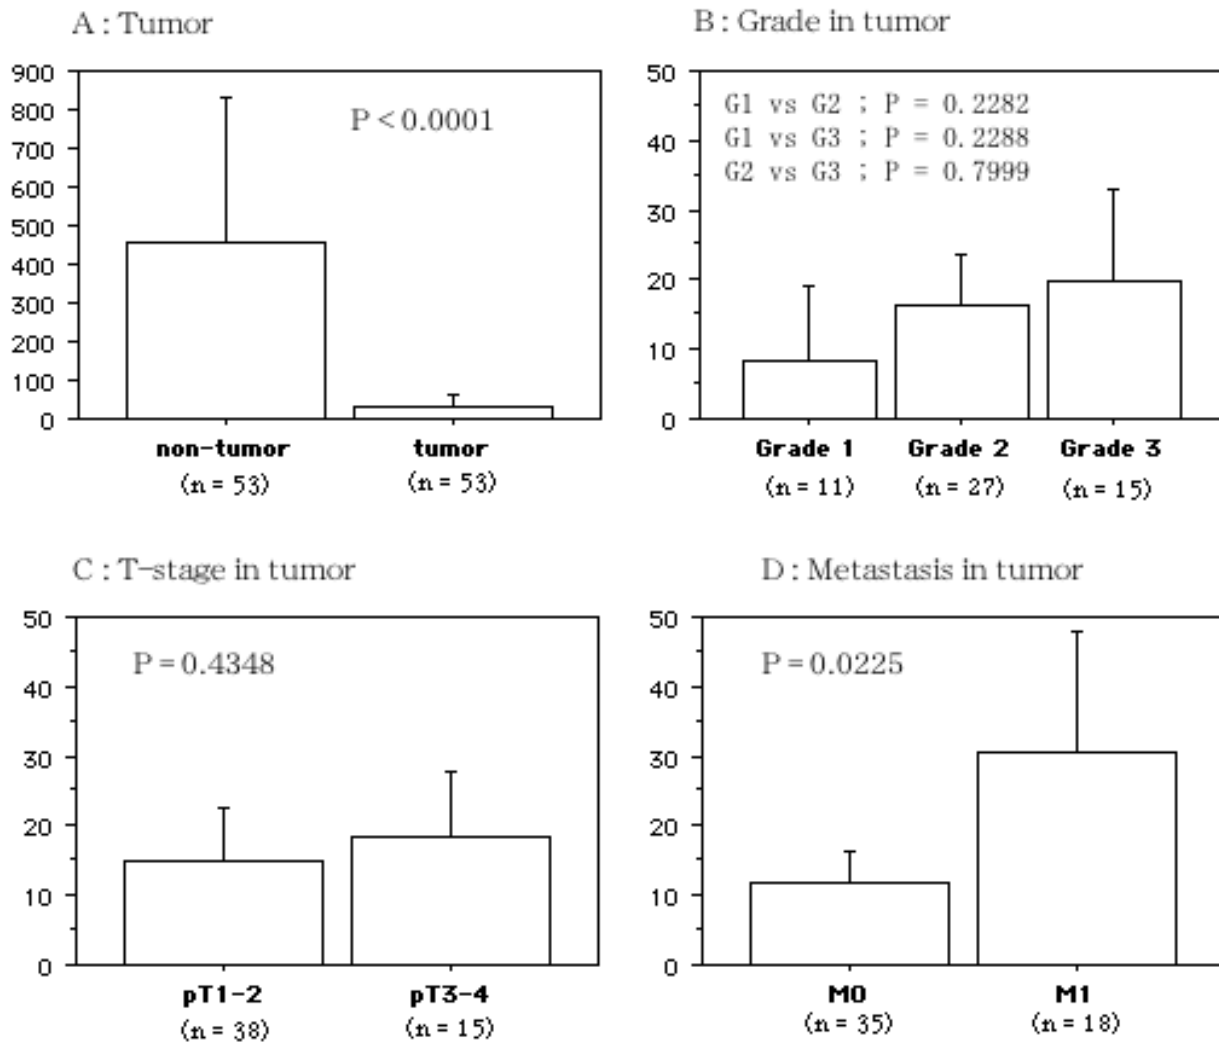 A : Tumor
900
800
700
600
500
400
300
200
100
0
P < 0.0001
non-tumor
tumor
(n = 53)
(n = 53)
B : Grade in tumor
50
40
30
20
10
0
G1 vs G2 ; P = 0.2282
G1 vs G3 ; P = 0.2288
G2 vs G3 ; P = 0.7999
Grade 1
Grade 2
Grade 3
(n = 11)
(n = 27)
(n = 15)
C : T-stage in tumor
50
40
30
20
10
0
P = 0.4348
pT1-2
pT3-4
(n = 38)
(n = 15)
D : Metastasis in tumor
50
40
30
20
10
0
P = 0.0225
M0
M1
(n = 35)
(n = 18)